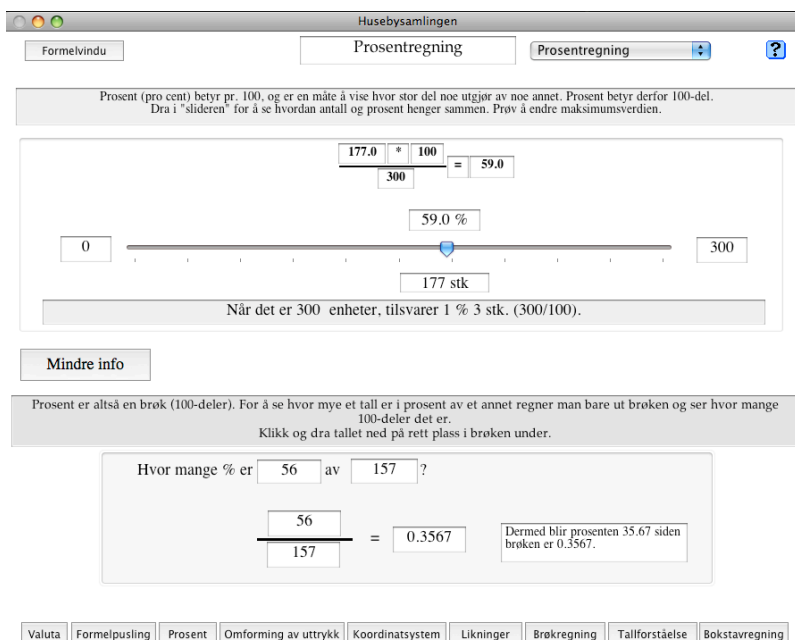 Husebysamlingen
Formelvindu
Prosentregning
Prosentregning
?
Prosent (pro cent) betyr pr. 100, og er en måte å vise hvor stor del noe utgjør av noe annet. Prosent betyr derfor 100-del.
Dra i "slideren" for å se hvordan antall og prosent henger sammen. Prøv å endre maksimumsverdien.
177.0 * 100
= 59.0
300
59.0 %
0
300
177 stk
Når det er 300 enheter, tilsvarer 1 % 3 stk. (300/100).
Mindre info
Prosent er altså en brøk (100-deler). For å se hvor mye et tall er i prosent av et annet regner man bare ut brøken og ser hvor mange
100-deler det er.
Klikk og dra tallet ned på rett plass i brøken under.
Hvor mange % er 56 av 157 ?
56
157
= 0.3567
Dermed blir prosenten 35.67 siden
brøken er 0.3567.
Valuta Formelpusling Prosent Omforming av uttrykk Koordinatsystem Likninger Brøkregning Tallforståelse Bokstavregning